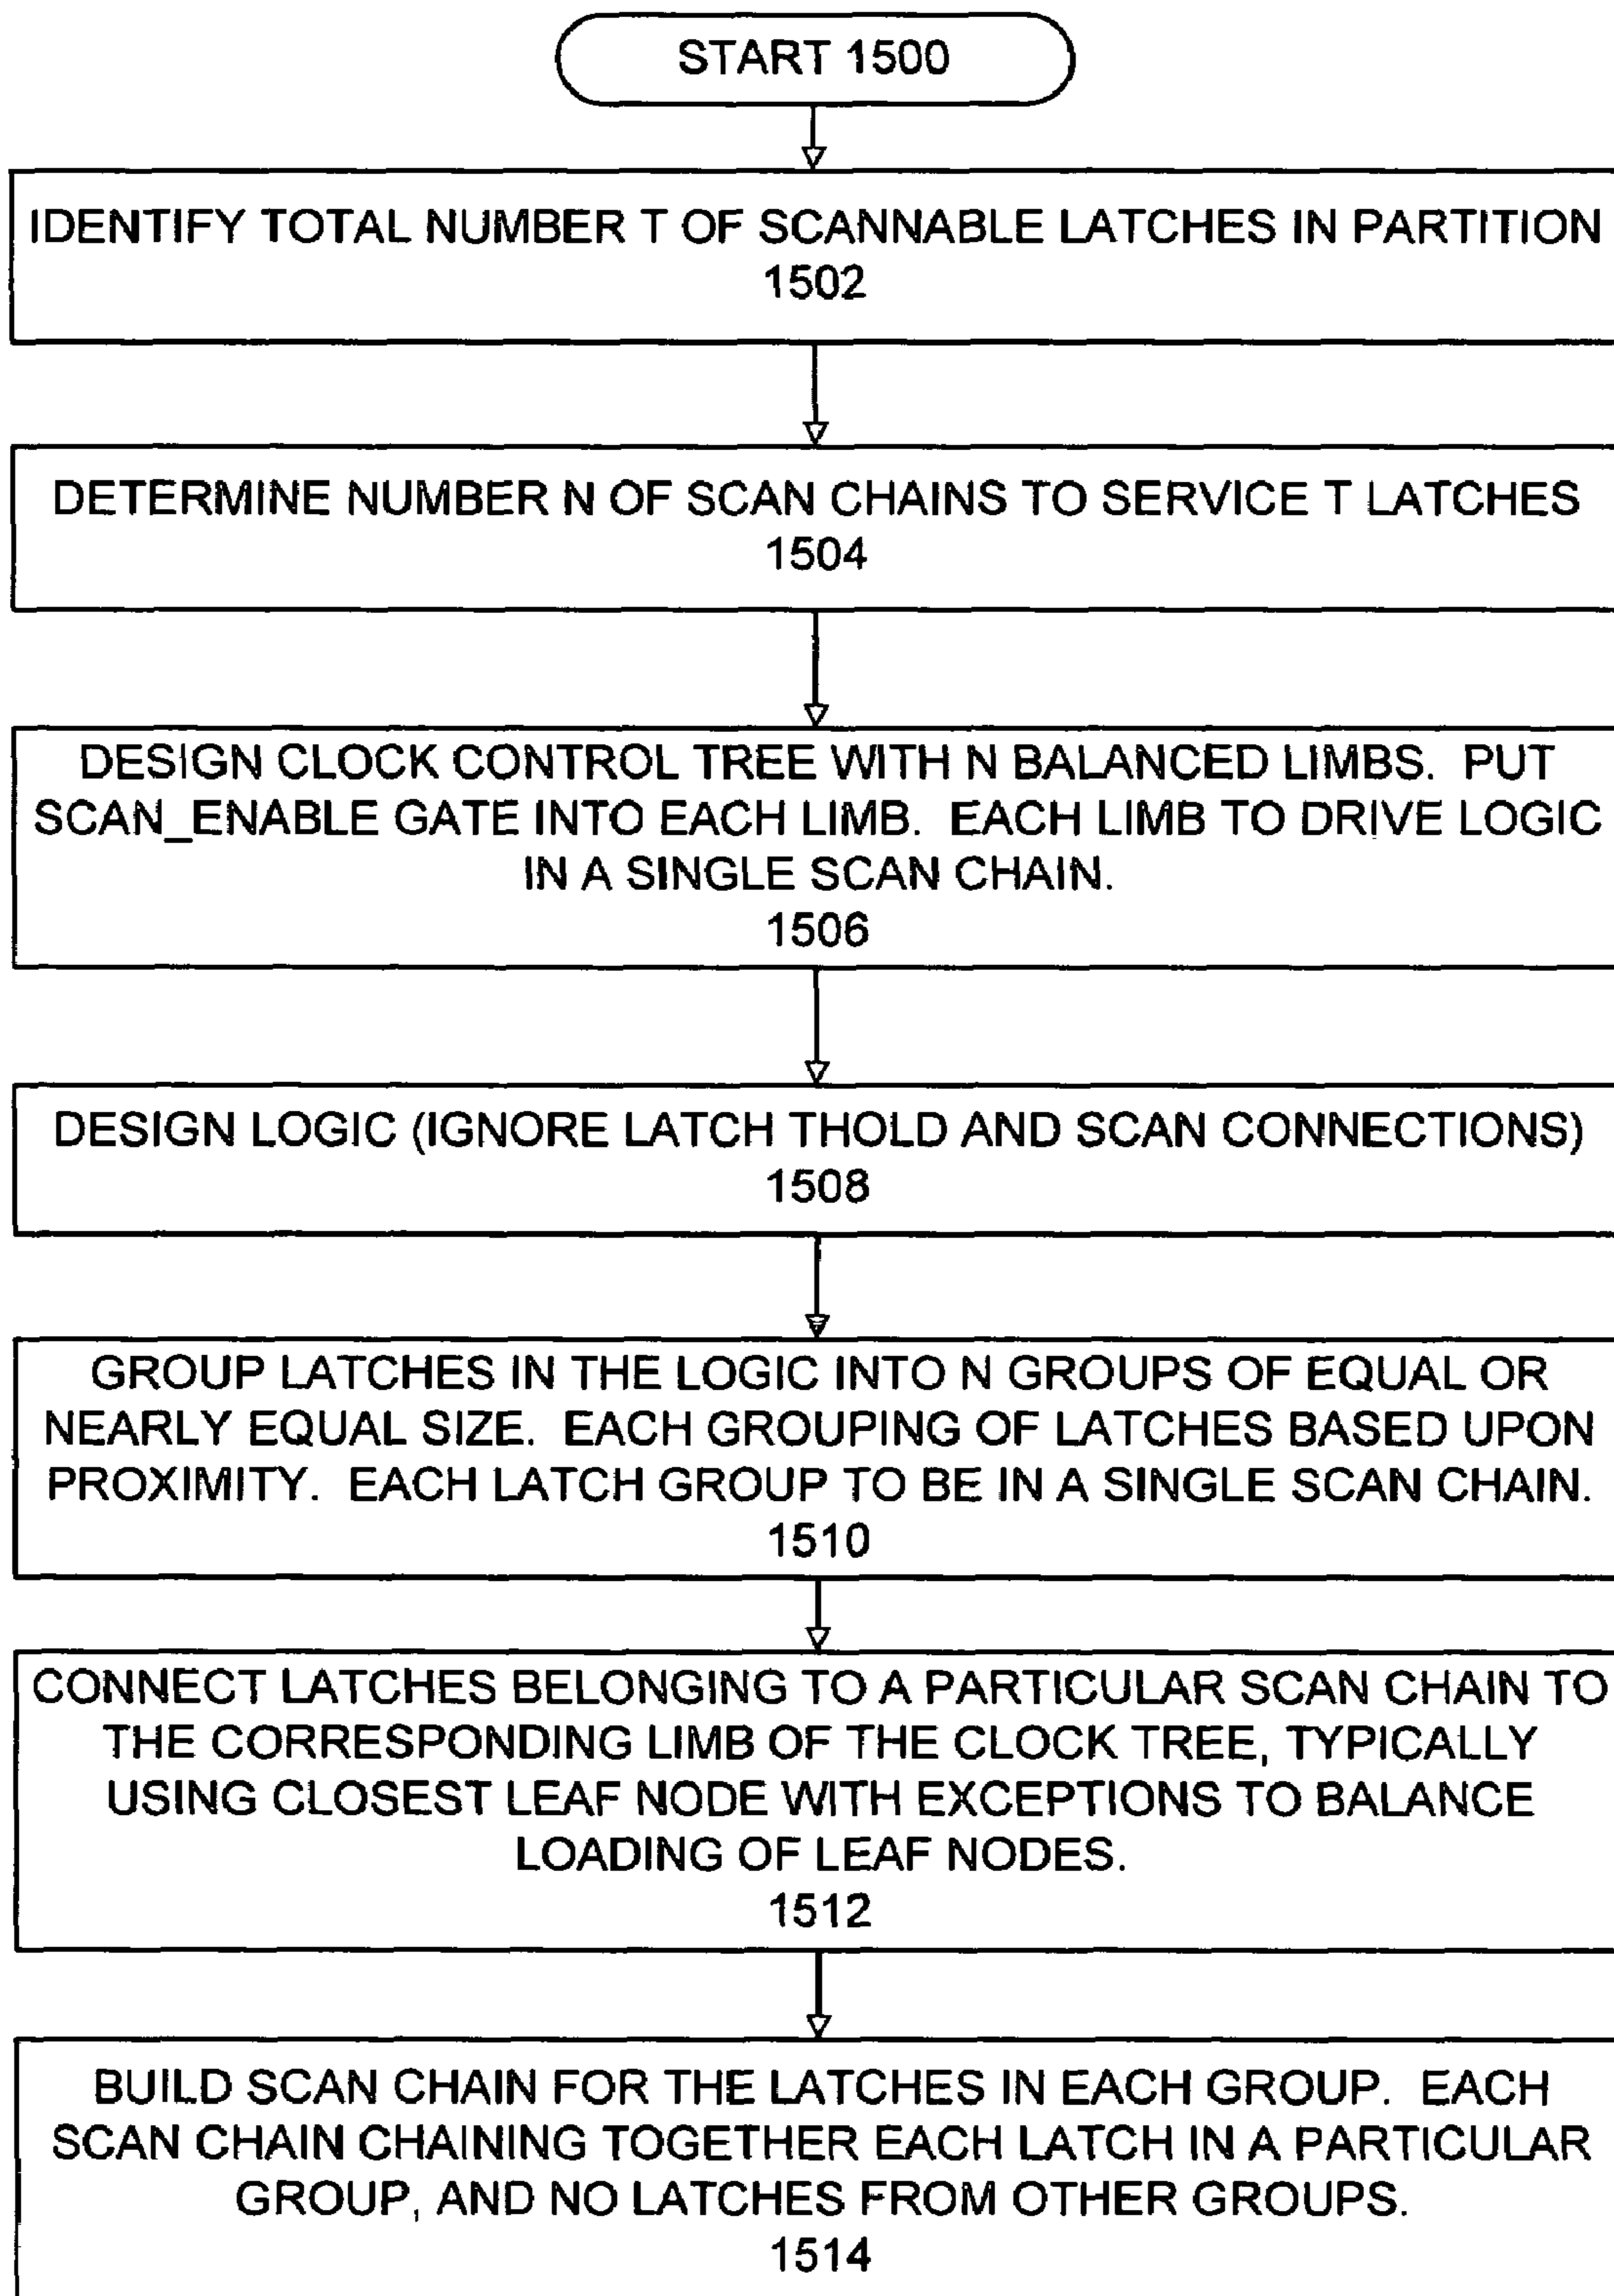 START 1500
IDENTIFY TOTAL NUMBER T OF SCANNABLE LATCHES IN PARTITION
1502
DETERMINE NUMBER N OF SCAN CHAINS TO SERVICE T LATCHES
1504
DESIGN CLOCK CONTROL TREE WITH N BALANCED LIMBS. PUT
SCAN_ENABLE GATE INTO EACH LIMB. EACH LIMB TO DRIVE LOGIC
IN A SINGLE SCAN CHAIN.
1506
DESIGN LOGIC (IGNORE LATCH THOLD AND SCAN CONNECTIONS)
1508
GROUP LATCHES IN THE LOGIC INTO N GROUPS OF EQUAL OR
NEARLY EQUAL SIZE. EACH GROUPING OF LATCHES BASED UPON
PROXIMITY. EACH LATCH GROUP TO BE IN A SINGLE SCAN CHAIN.
1510
CONNECT LATCHES BELONGING TO A PARTICULAR SCAN CHAIN TO
THE CORRESPONDING LIMB OF THE CLOCK TREE, TYPICALLY
USING CLOSEST LEAF NODE WITH EXCEPTIONS TO BALANCE
LOADING OF LEAF NODES.
1512
BUILD SCAN CHAIN FOR THE LATCHES IN EACH GROUP. EACH
SCAN CHAIN CHAINING TOGETHER EACH LATCH IN A PARTICULAR
GROUP, AND NO LATCHES FROM OTHER GROUPS.
1514